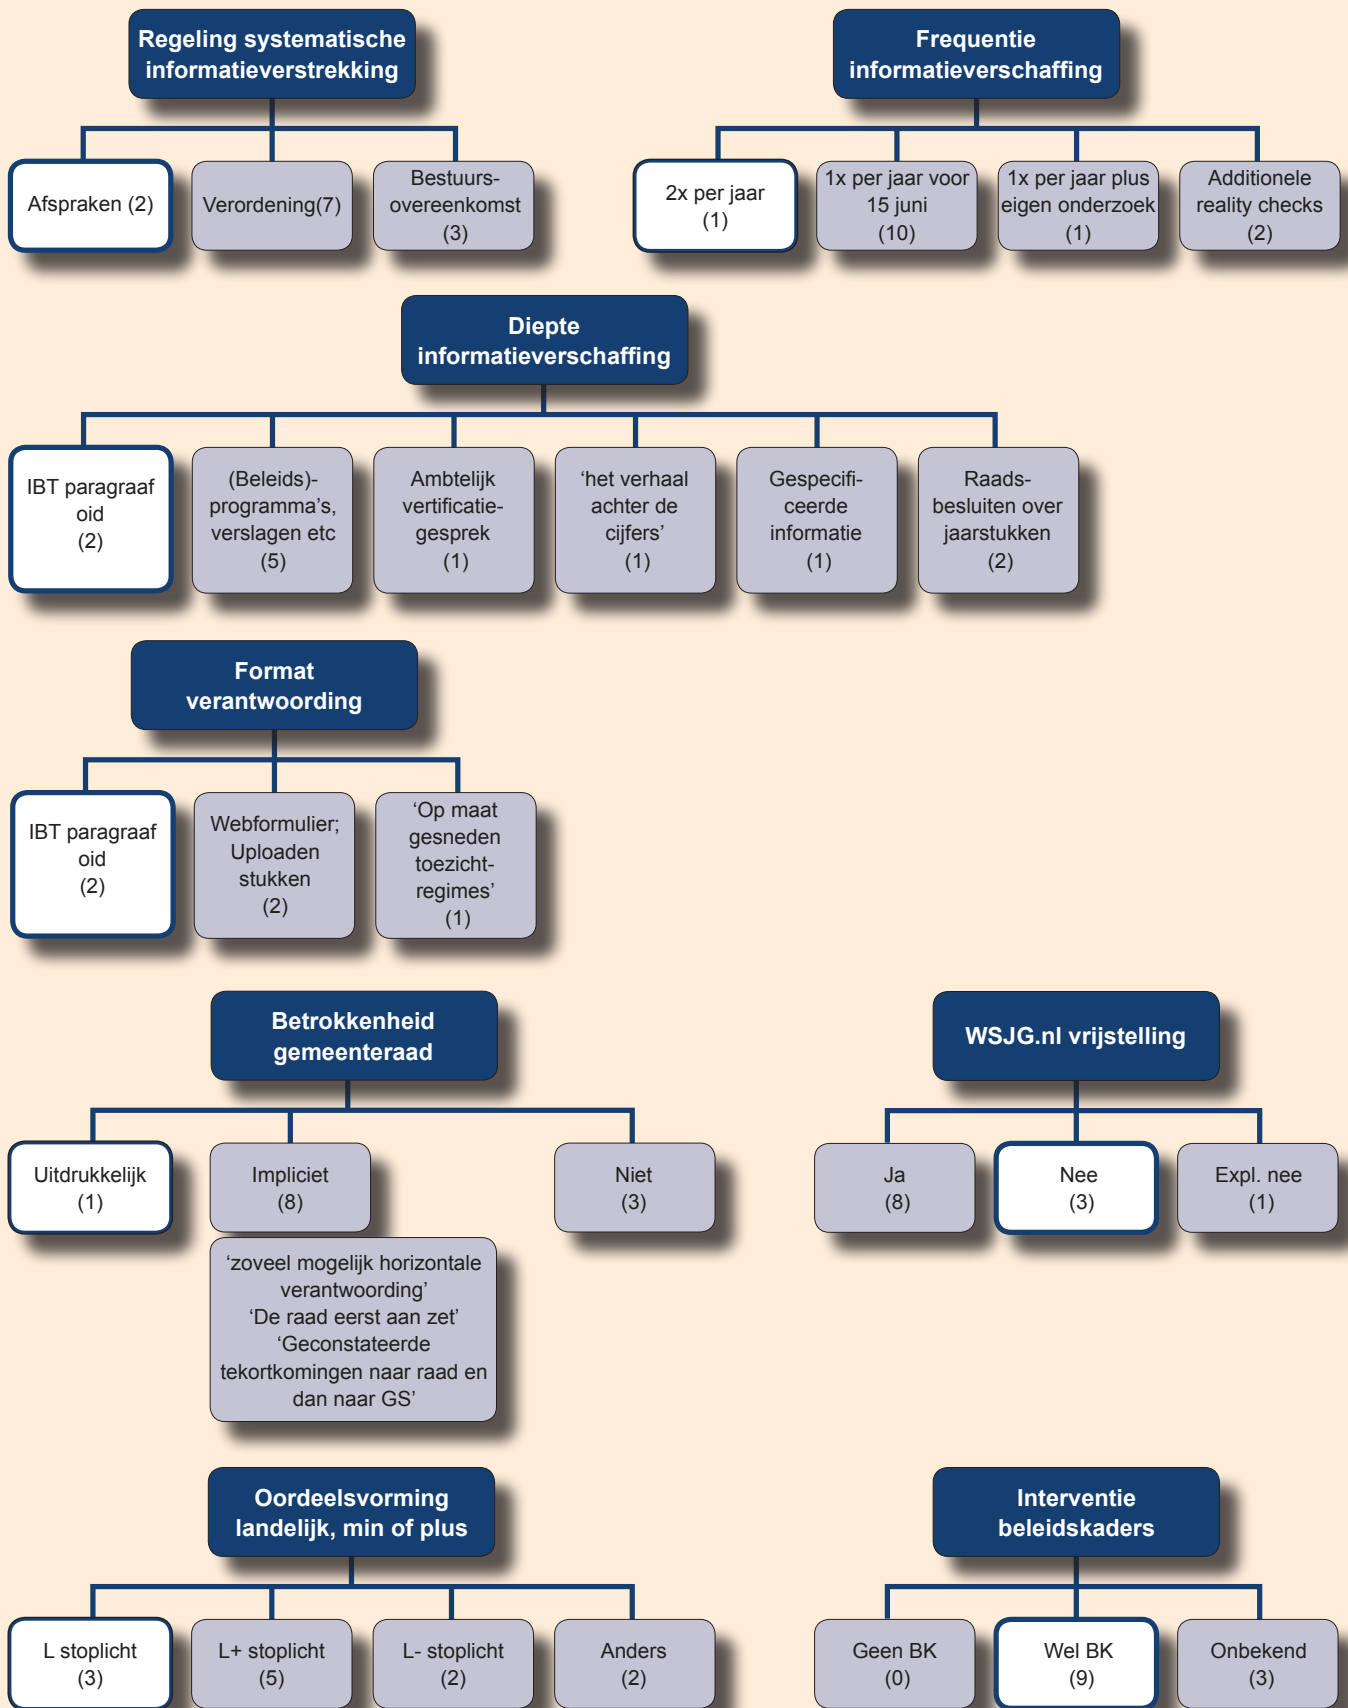 Regeling systematische
informatieverstrekking
Afspraken (2)
Verordening(7)
Bestuurs-
overeenkomst
(3)
Frequentie
informatieverschaffing
2x per jaar
(1)
1x per jaar voor
15 juni
(10)
1x per jaar plus
eigen onderzoek
(1)
Additionele
reality checks
(2)
Diepte
informatieverschaffing
IBT paragraaf
oid
(2)
(Beleids)-
programma’s,
verslagen etc
(5)
Ambtelijk
vertificatie-
gesprek
(1)
‘het verhaal
achter de
cijfers’
(1)
Gespecifi-
ceerde
informatie
(1)
Raads-
besluiten over
jaarstukken
(2)
Format
verantwoording
IBT paragraaf
oid
(2)
Webformulier;
Uploaden
stukken
(2)
‘Op maat
gesneden
toezicht-
regimes’
(1)
Betrokkenheid
gemeenteraad
Uitdrukkelijk
(1)
Impliciet
(8)
‘zoveel mogelijk horizontale
verantwoording’
‘De raad eerst aan zet’
‘Geconstateerde
tekortkomingen naar raad en
dan naar GS’
Niet
(3)
WSJG.nl vrijstelling
Ja
(8)
Nee
(3)
Expl. nee
(1)
Oordeelsvorming
landelijk, min of plus
L stoplicht
(3)
L+ stoplicht
(5)
L- stoplicht
(2)
Anders
(2)
Interventie
beleidskaders
Geen BK
(0)
Wel BK
(9)
Onbekend
(3)